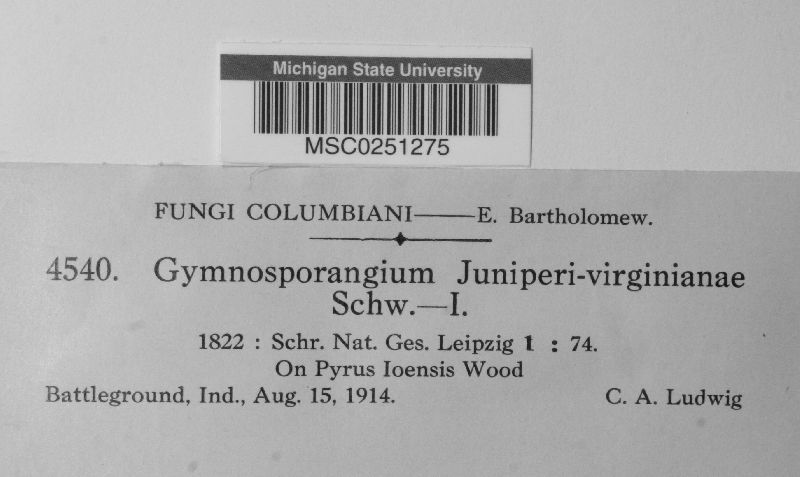 Michigan State University
MSC0251275
FUNGI COLUMBIANI——E. Bartholomew.
4540. Gymnosporangium Juniperi-virginianae
Schw.—I.
1822 : Schr. Nat. Ges. Leipzig 1 : 74.
On Pyrus Ioensis Wood
Battleground, Ind., Aug. 15, 1914. C. A. Ludwig